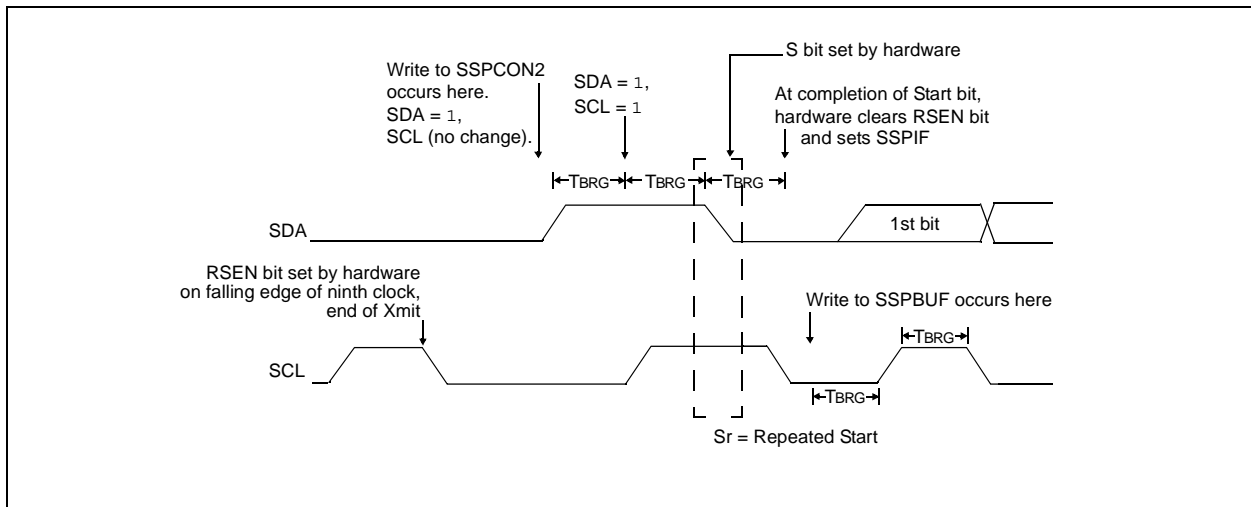 S bit set by hardware
Write to SSPCON2
occurs here.
SDA = 1,
SCL (no change).
SDA = 1,
SCL = 1
At completion of Start bit,
hardware clears RSEN bit
and sets SSPIF
TBRG
TBRG
TBRG
SDA
1st bit
RSEN bit set by hardware
on falling edge of ninth clock,
end of Xmit
Write to SSPBUF occurs here
TBRG
SCL
TBRG
Sr = Repeated Start